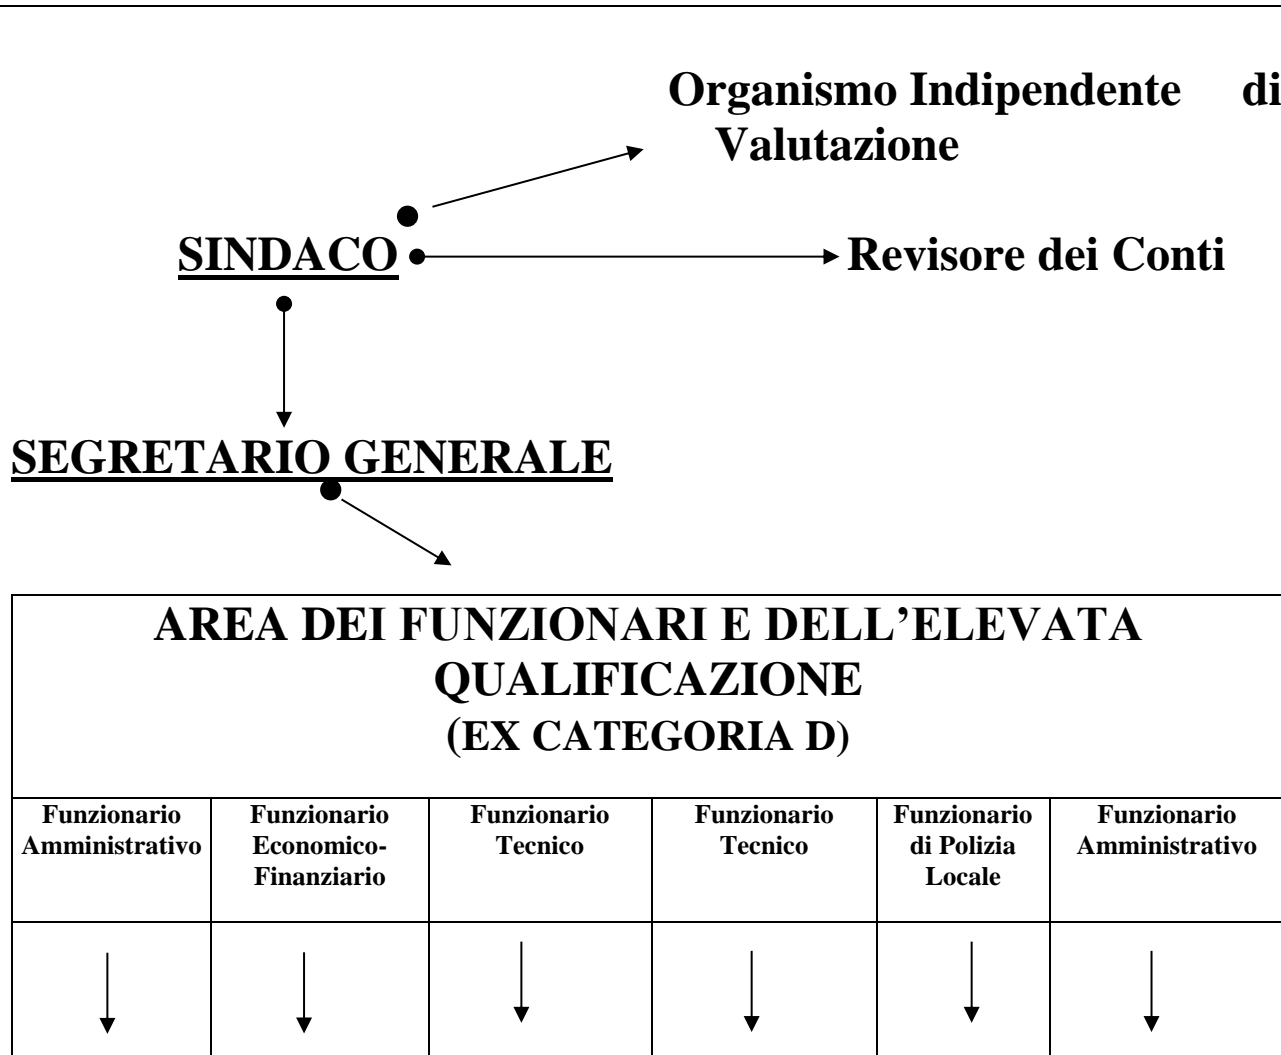 Organismo Indipendente di
Valutazione
SINDACO
Revisore dei Conti
SEGRETARIO GENERALE
AREA DEI FUNZIONARI E DELL’ELEVATA
QUALIFICAZIONE
(EX CATEGORIA D)
Funzionario
Amministrativo
Funzionario
Economico-
Finanziario
Funzionario
Tecnico
Funzionario
Tecnico
Funzionario
di Polizia
Locale
Funzionario
Amministrativo